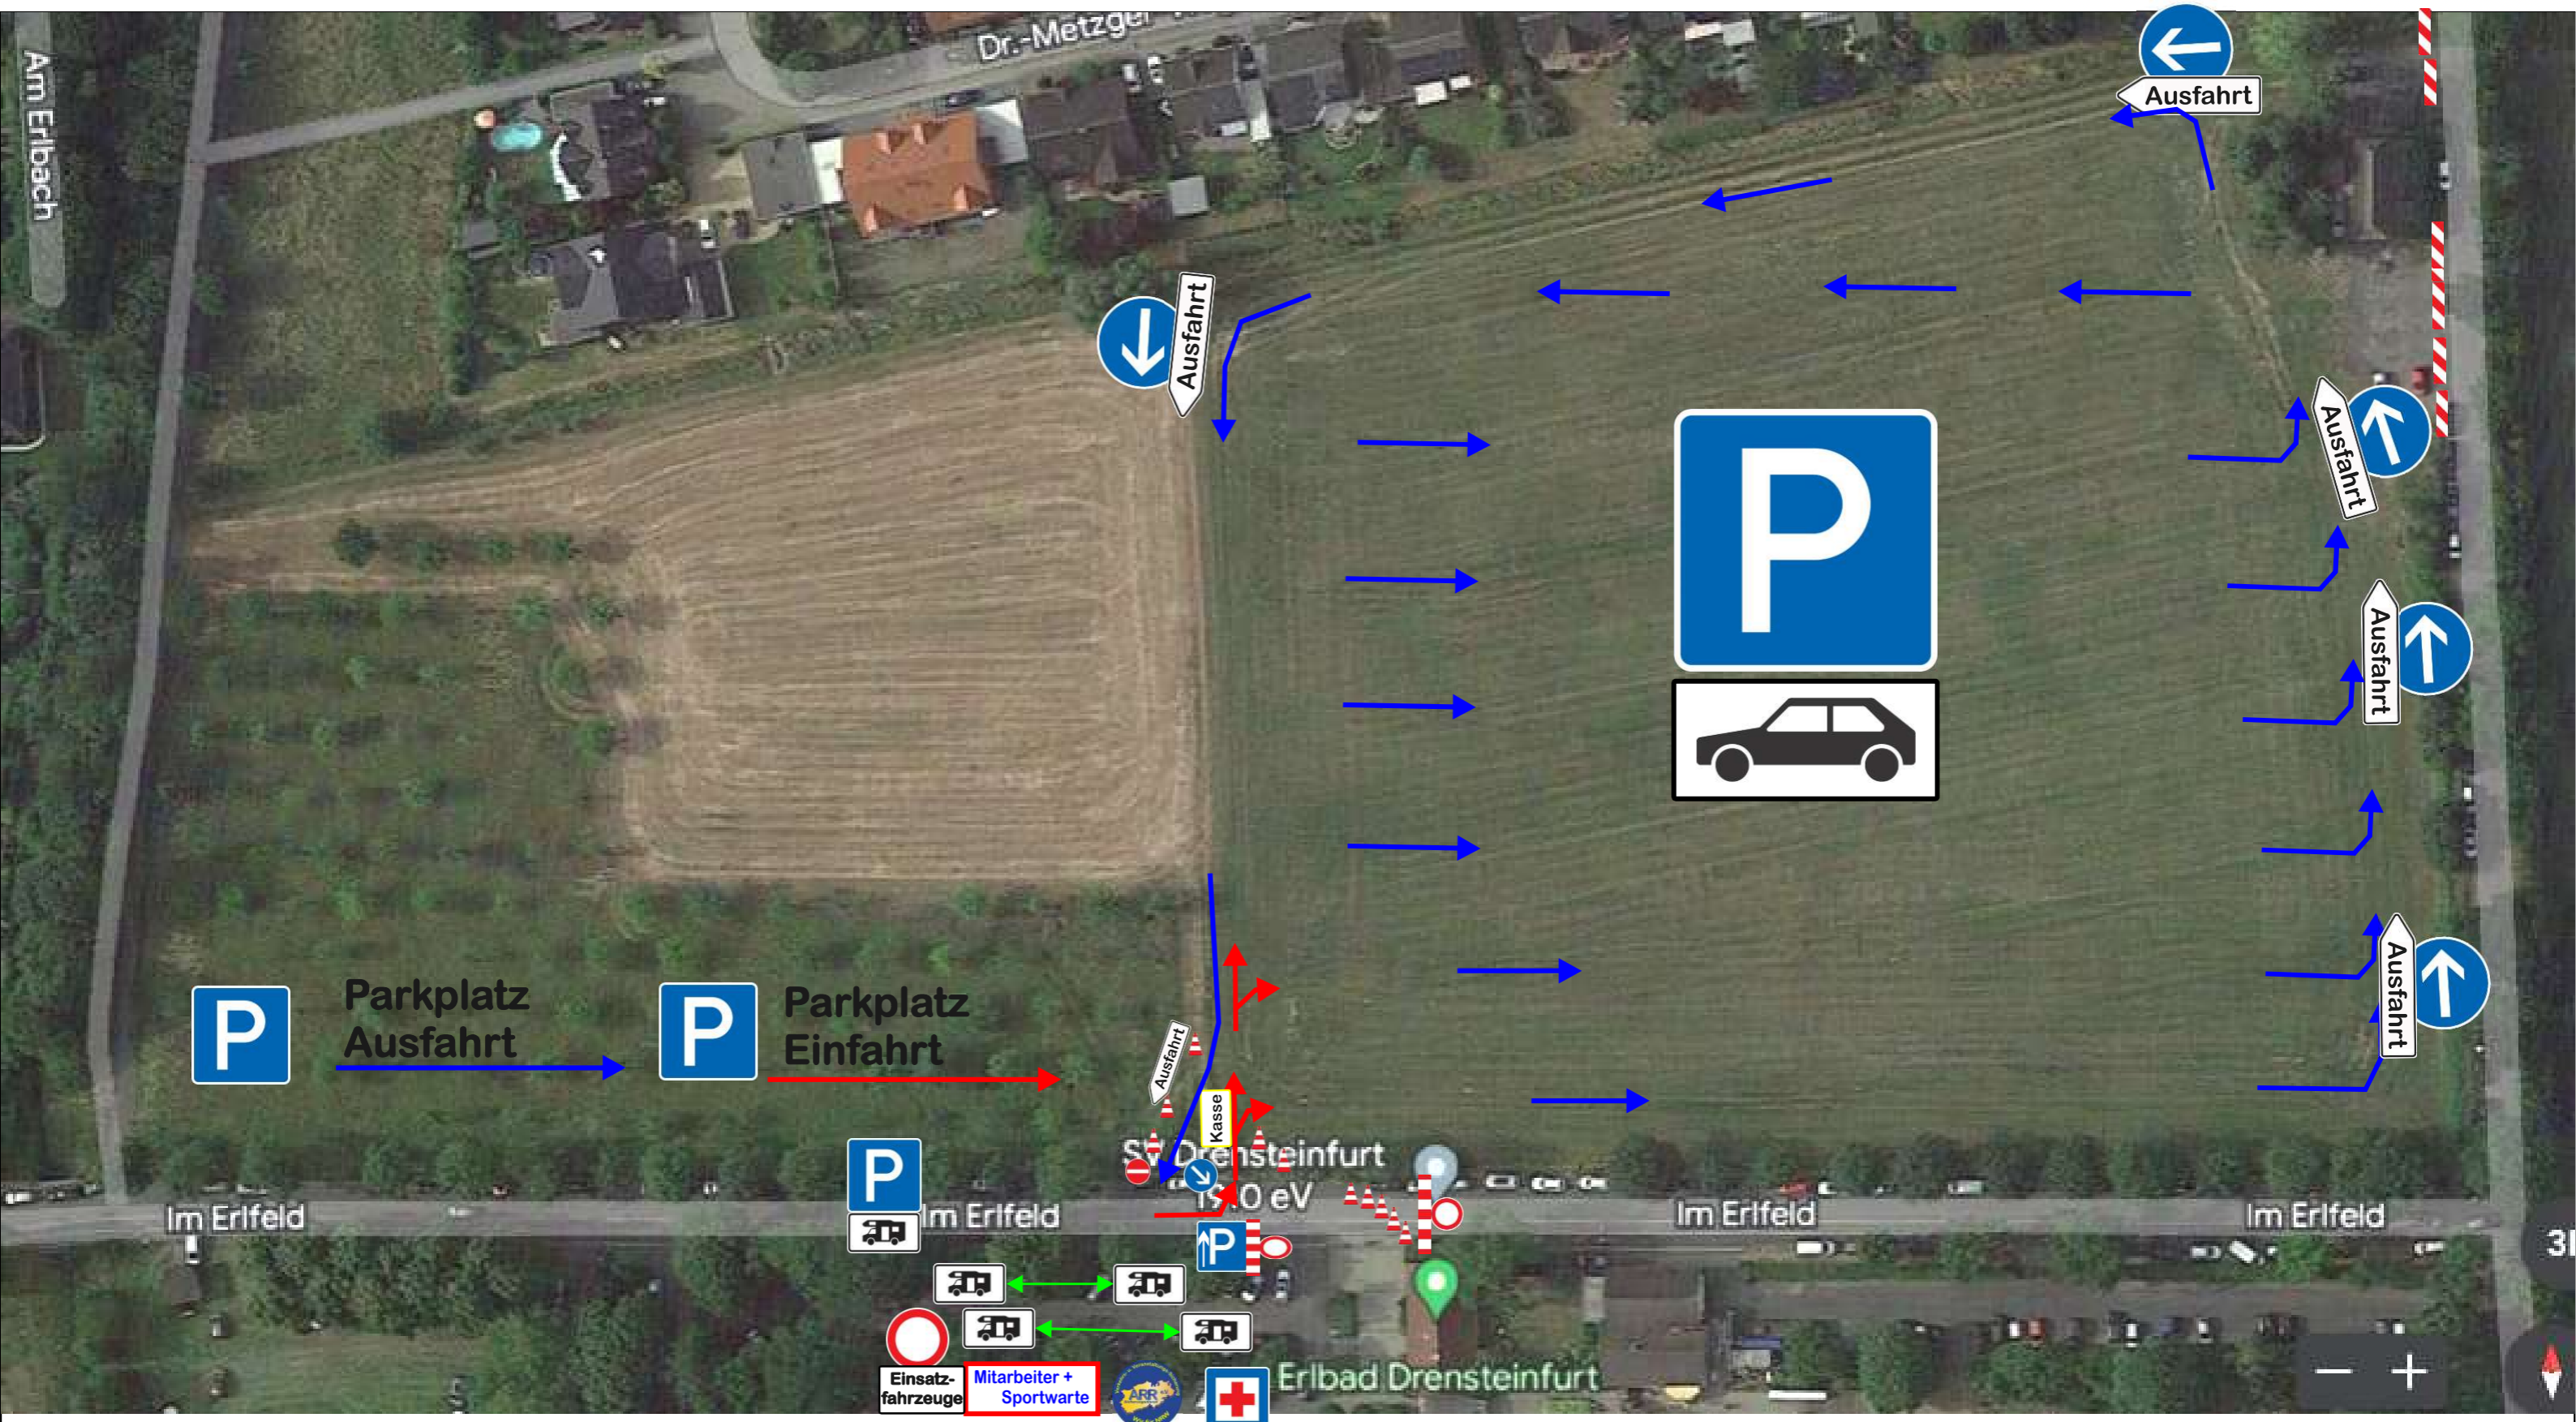 Am Erlbach
Dr.-Metzger
Ausfahrt
Ausfahrt
Ausfahrt
P
Ausfahrt
Ausfahrt
P
Parkplatz
Ausfahrt
P
Parkplatz
Einfahrt
Ausfahrt
Kasse
SV Drensteinfurt
1910 eV
P
Im Erlfeld
Im Erlfeld
Im Erlfeld
Im Erlfeld
P
Erlbad Drensteinfurt
Einsatz-
fahrzeuge
Mitarbeiter +
Sportwarte
ARR